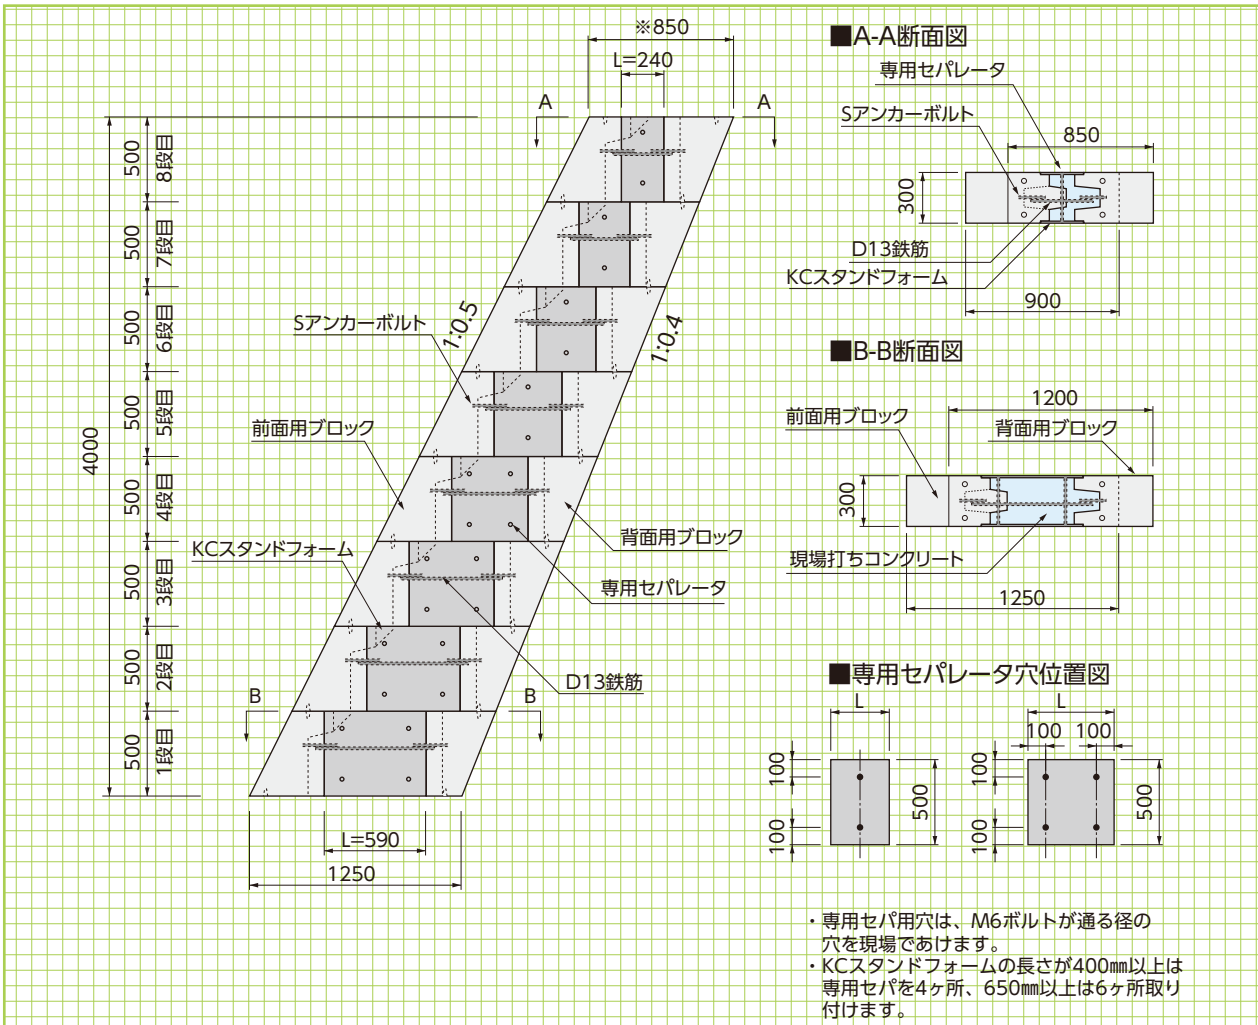 ※850
L=240
A
A
4000
500
8段目
500
7段目
500
6段目
500
5段目
500
4段目
500
3段目
500
2段目
500
1段目
1:0.5
1:0.4
Sアンカーボルト
前面用ブロック
KCスタンドフォーム
背面用ブロック
専用セパレータ
D13鉄筋
B
B
L=590
1250
■A-A断面図
専用セパレータ
Sアンカーボルト
850
300
D13鉄筋
KCスタンドフォーム
900
■B-B断面図
1200
前面用ブロック
背面用ブロック
300
現場打ちコンクリート
1250
■専用セパレータ穴位置図
L
100
100
500
L
100
100
100
100
500
・専用セパ用穴は、M6ボルトが通る径の
穴を現場であけます。
・KCスタンドフォームの長さが400㎜以上は
専用セパを4ヶ所、650㎜以上は6ヶ所取り
付けます。